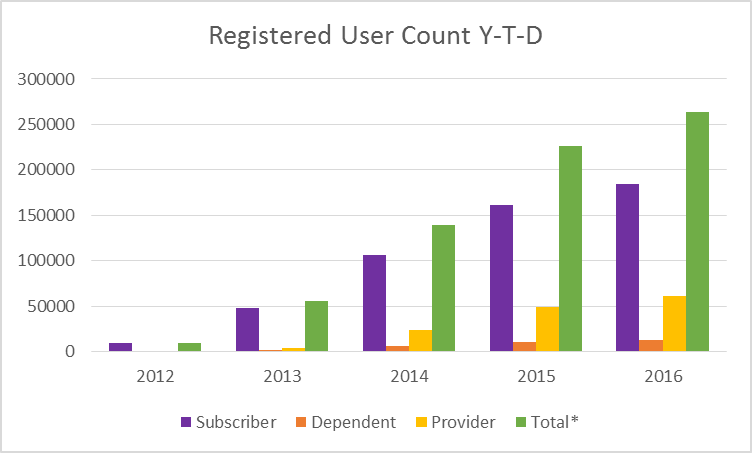 Registered User Count Y-T-D
300000
250000
200000
150000
100000
50000
0
2012 2013 2014 2015 2016
Subscriber Dependent Provider Total*